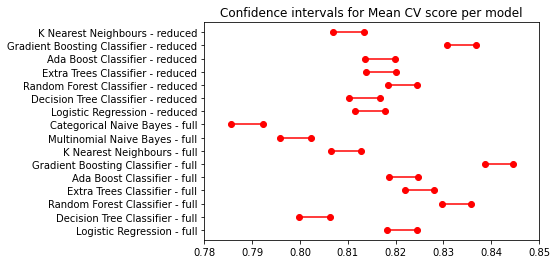 Confidence intervals for Mean CV score per model
K Nearest Neighbours - reduced
Gradient Boosting Classifier - reduced
Ada Boost Classifier - reduced
Extra Trees Classifier - reduced
Random Forest Classifier - reduced
Decision Tree Classifier - reduced
Logistic Regression - reduced
Categorical Naive Bayes - full
Multinomial Naive Bayes - full
K Nearest Neighbours - full
Gradient Boosting Classifier - full
Ada Boost Classifier - full
Extra Trees Classifier - full
Random Forest Classifier - full
Decision Tree Classifier - full
Logistic Regression - full
0.78 0.79 0.80 0.81 0.82 0.83 0.84 0.85